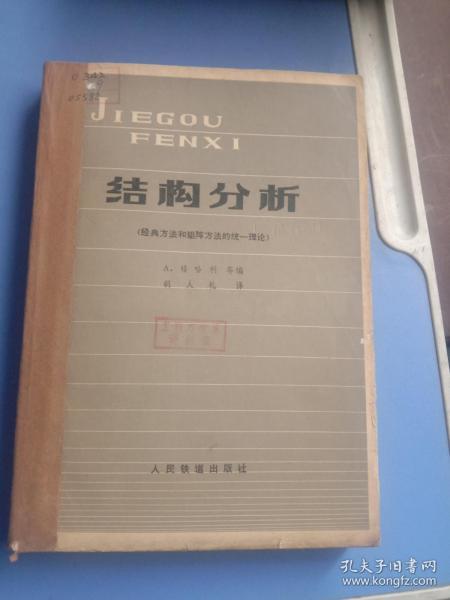 O 342
JIEGOU
FENXI
结构分析
(经典方法和矩阵方法的统一理论)
A. 格哈利 等编
胡人礼 译
人民铁道出版社
孔夫子旧书网
www.kongfz.com